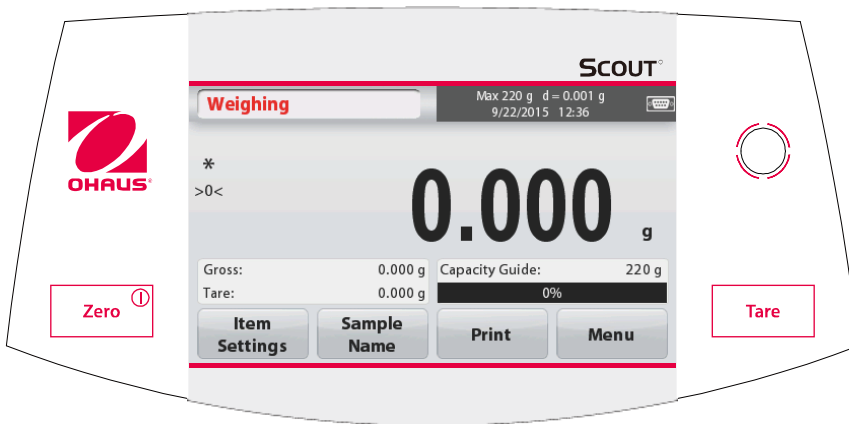 SCOUT
Weighing
Max 220 g d = 0.001 g
9/22/2015 12:36
OHAUS
*
>0<
0.000 g
Gross: 0.000 g
Tare: 0.000 g
Capacity Guide: 220 g
0%
Zero
Item Settings
Sample Name
Print
Menu
Tare